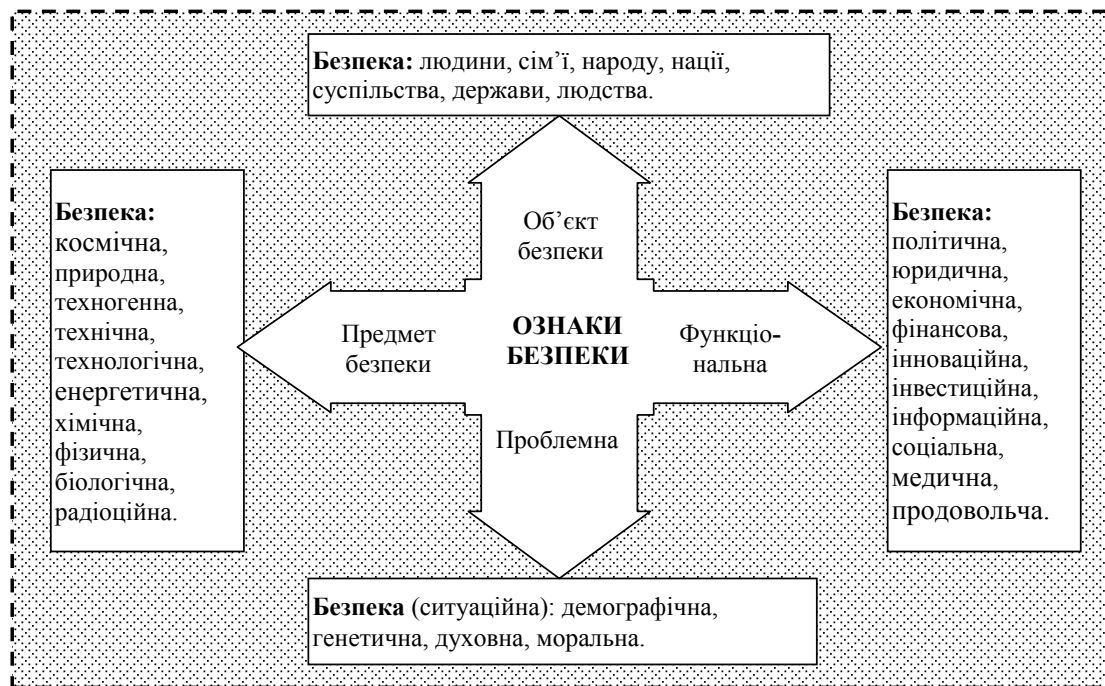 Безпека: людини, сім’ї, народу, нації,
суспільства, держави, людства.
Безпека:
космічна,
природна,
техногенна,
технічна,
технологічна,
енергетична,
хімічна,
фізична,
біологічна,
радіоційна.
Об’єкт
безпеки
Предмет
безпеки
ОЗНАКИ
БЕЗПЕКИ
Функціо-
нальна
Проблемна
Безпека:
політична,
юридична,
економічна,
фінансова,
інноваційна,
інвестиційна,
інформаційна,
соціальна,
медична,
продовольча.
Безпека (ситуаційна): демографічна,
генетична, духовна, моральна.